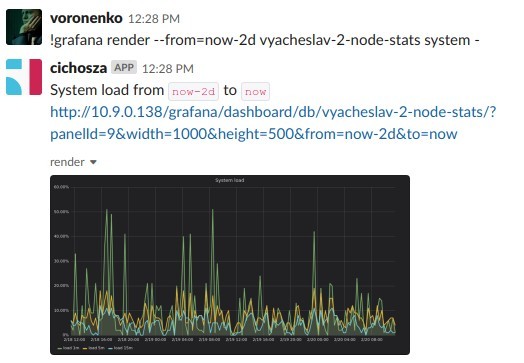 voronenko 12:28 PM
!grafana render --from=now-2d vyacheslav-2-node-stats system -
cichosza APP 12:28 PM
System load from now-2d to now
http://10.9.0.138/grafana/dashboard/db/vyacheslav-2-node-stats/?
panelId=9&width=1000&height=500&from=now-2d&to=now
render
System load
60.00%
50.00%
40.00%
30.00%
20.00%
10.00%
0%
2/18 12:00 2/18 16:00 2/18 20:00 2/19 00:00 2/19 04:00 2/19 08:00 2/19 12:00 2/19 16:00 2/19 20:00 2/20 00:00 2/20 04:00 2/20 08:00
load 1m load 5m load 15m